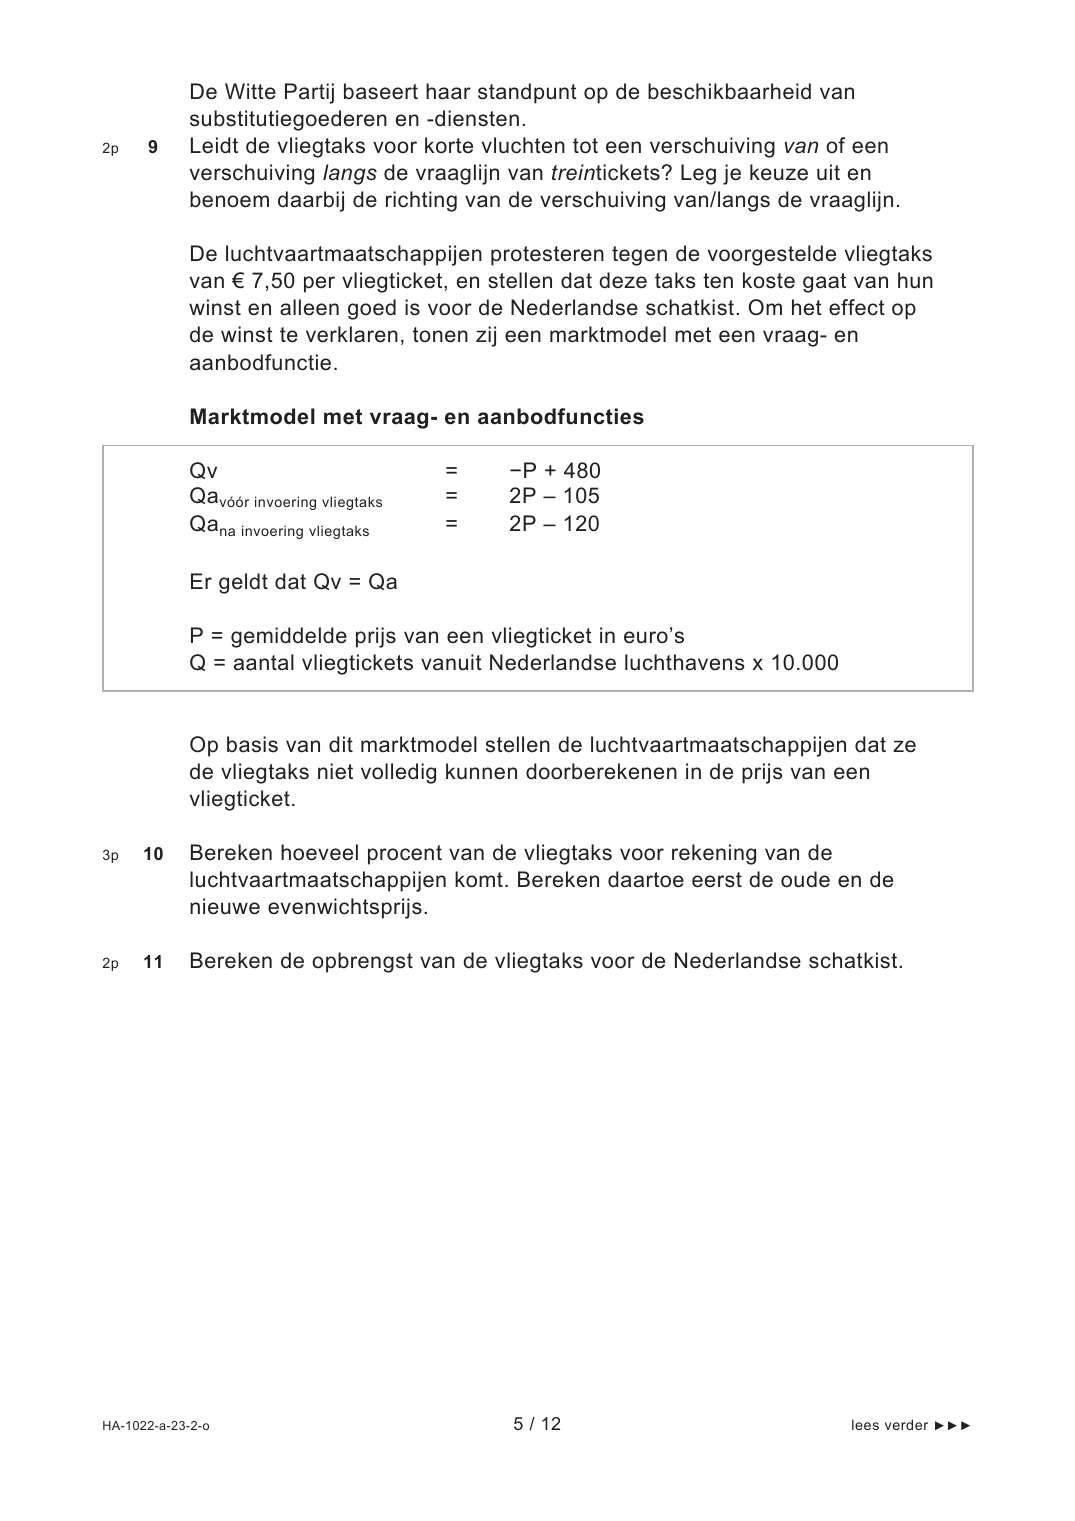 De Witte Partij baseert haar standpunt op de beschikbaarheid van
substitutiegoederen en -diensten.
2p 9 Leidt de vliegtaks voor korte vluchten tot een verschuiving van of een
verschuiving langs de vraaglijn van treintickets? Leg je keuze uit en
benoem daarbij de richting van de verschuiving van/langs de vraaglijn.
De luchtvaartmaatschappijen protesteren tegen de voorgestelde vliegtaks
van € 7,50 per vliegticket, en stellen dat deze taks ten koste gaat van hun
winst en alleen goed is voor de Nederlandse schatkist. Om het effect op
de winst te verklaren, tonen zij een marktmodel met een vraag- en
aanbodfunctie.
Marktmodel met vraag- en aanbodfuncties
Qv = −P + 480
Qa vóór invoering vliegtaks = 2P – 105
Qa na invoering vliegtaks = 2P – 120
Er geldt dat Qv = Qa
P = gemiddelde prijs van een vliegticket in euro’s
Q = aantal vliegtickets vanuit Nederlandse luchthavens x 10.000
Op basis van dit marktmodel stellen de luchtvaartmaatschappijen dat ze
de vliegtaks niet volledig kunnen doorberekenen in de prijs van een
vliegticket.
3p 10 Bereken hoeveel procent van de vliegtaks voor rekening van de
luchtvaartmaatschappijen komt. Bereken daartoe eerst de oude en de
nieuwe evenwichtsprijs.
2p 11 Bereken de opbrengst van de vliegtaks voor de Nederlandse schatkist.
HA-1022-a-23-2-o 5 / 12 lees verder ►►►